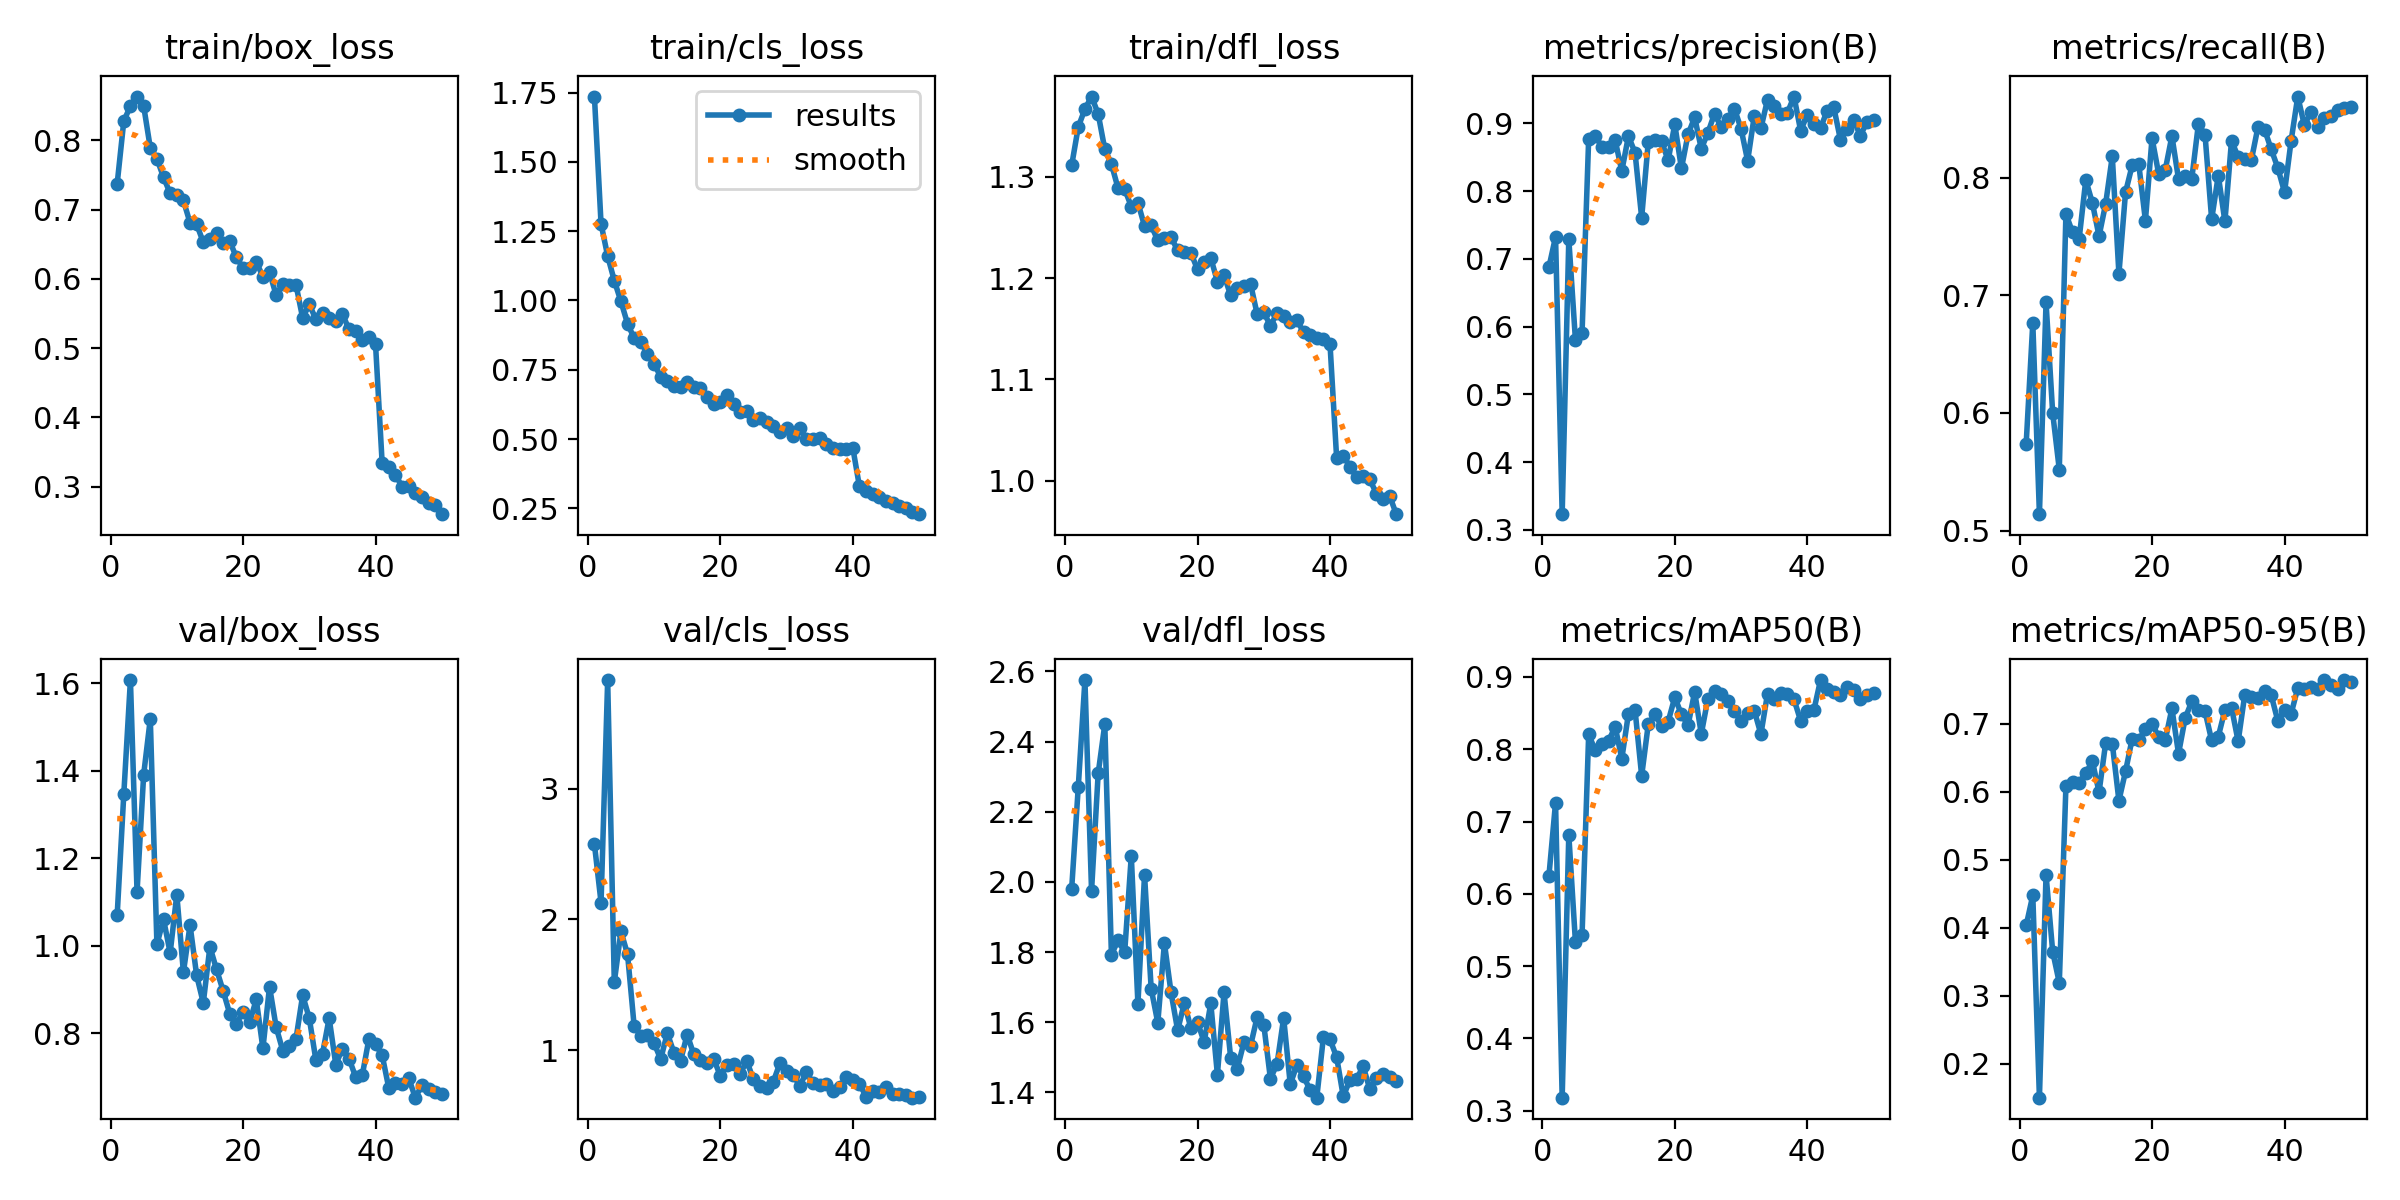 train/box_loss
0.8
0.7
0.6
0.5
0.4
0.3
0 20 40
train/cls_loss
results
smooth
1.75
1.50
1.25
1.00
0.75
0.50
0.25
0 20 40
train/dfl_loss
1.3
1.2
1.1
1.0
0 20 40
metrics/precision(B)
0.9
0.8
0.7
0.6
0.5
0.4
0.3
0 20 40
metrics/recall(B)
0.8
0.7
0.6
0.5
0 20 40
val/box_loss
1.6
1.4
1.2
1.0
0.8
0 20 40
val/cls_loss
3
2
1
0 20 40
val/dfl_loss
2.6
2.4
2.2
2.0
1.8
1.6
1.4
0 20 40
metrics/mAP50(B)
0.9
0.8
0.7
0.6
0.5
0.4
0.3
0 20 40
metrics/mAP50-95(B)
0.7
0.6
0.5
0.4
0.3
0.2
0 20 40